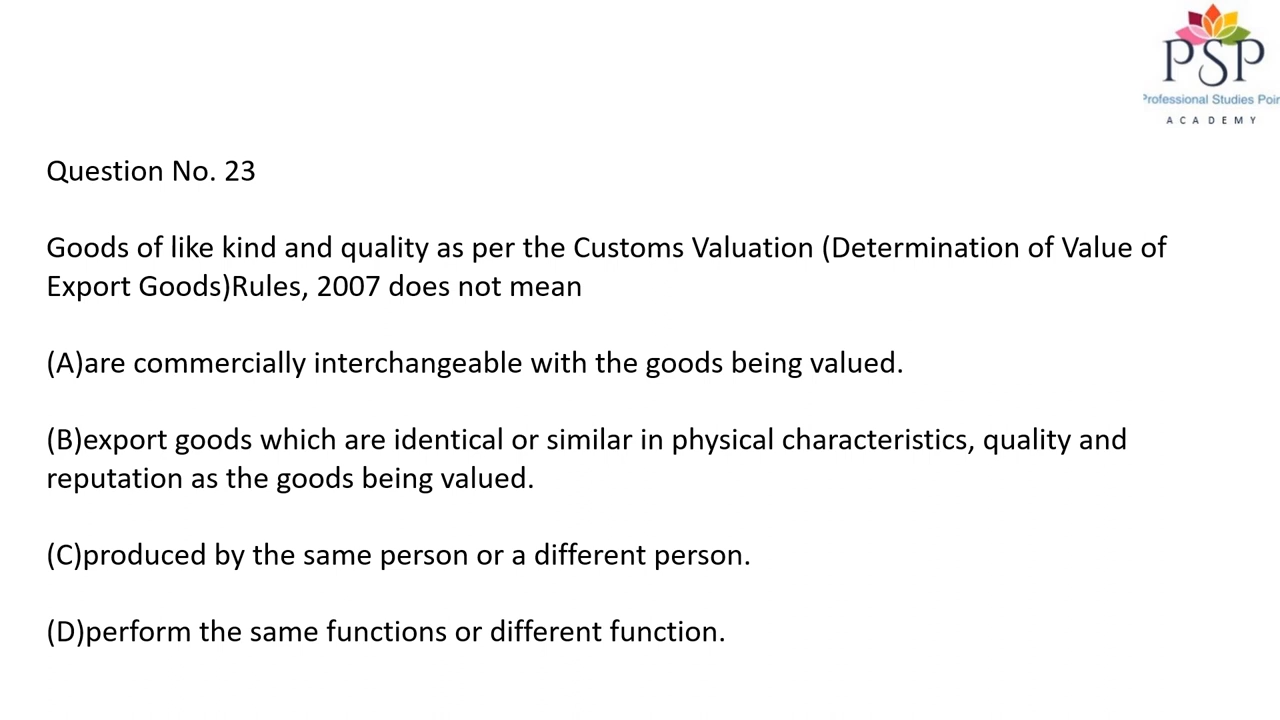 PSP
Professional Studies Poin
ACADEMY
Question No. 23
Goods of like kind and quality as per the Customs Valuation (Determination of Value of
Export Goods)Rules, 2007 does not mean
(A)are commercially interchangeable with the goods being valued.
(B)export goods which are identical or similar in physical characteristics, quality and
reputation as the goods being valued.
(C)produced by the same person or a different person.
(D)perform the same functions or different function.